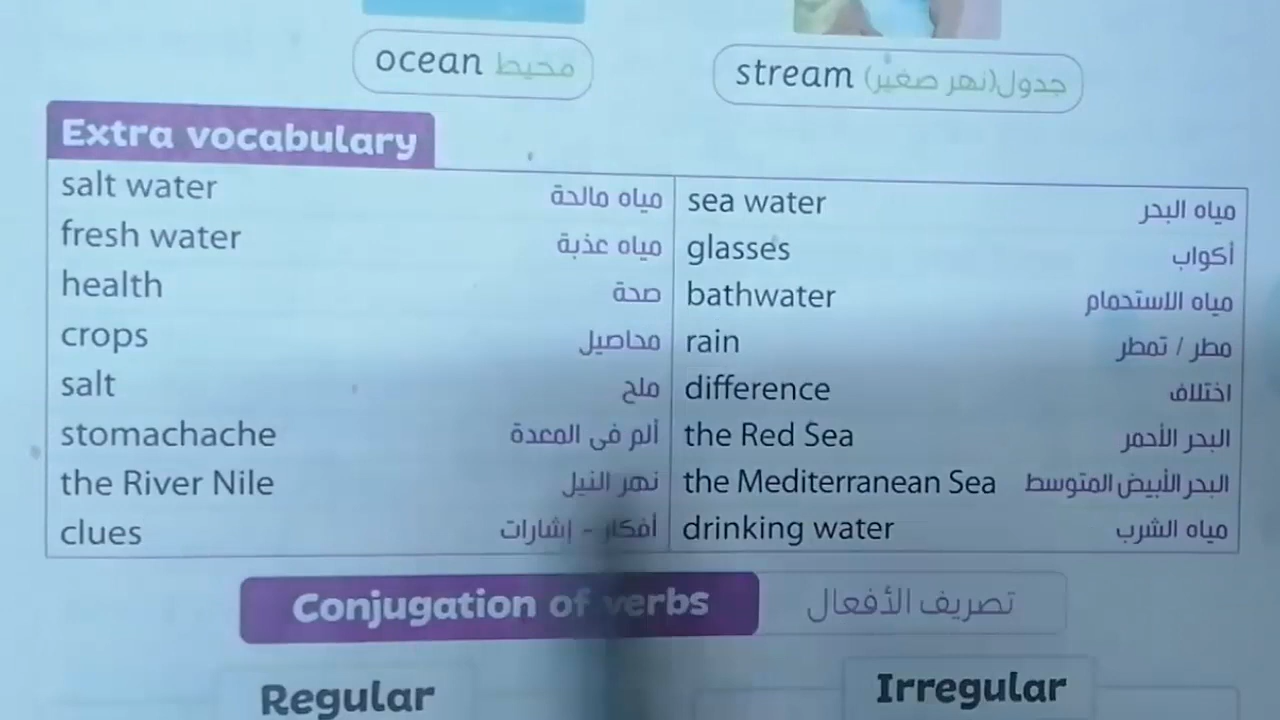 ocean محيط
stream جدول(نهر صغير)
Extra vocabulary
salt water مياه مالحة
fresh water مياه عذبة
health صحة
crops محاصيل
salt ملح
stomachache ألم فى المعدة
the River Nile نهر النيل
clues أفكار - إشارات
sea water مياه البحر
glasses أكواب
bathwater مياه الاستحمام
rain مطر / تمطر
difference اختلاف
the Red Sea البحر الأحمر
the Mediterranean Sea البحر الأبيض المتوسط
drinking water مياه الشرب
Conjugation of verbs تصريف الأفعال
Regular
Irregular